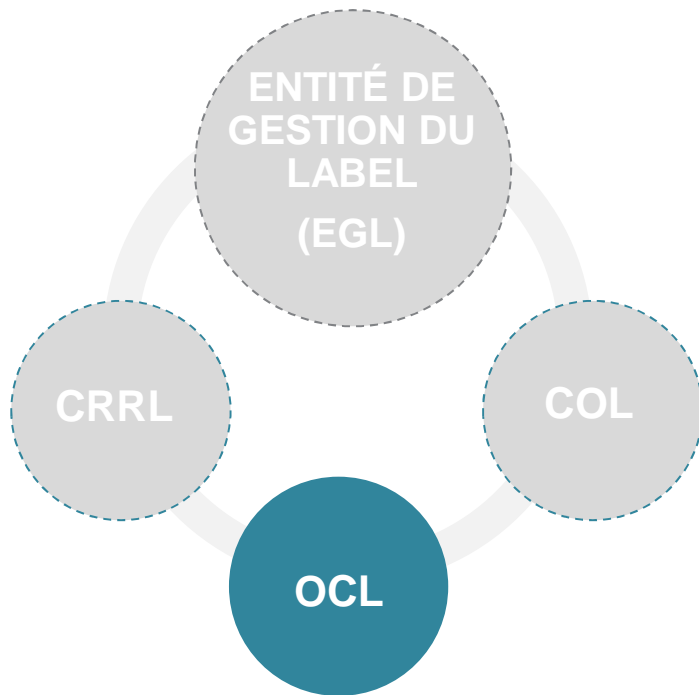 ENTITÉ DE
GESTION DU
LABEL
(EGL)
CRRL
COL
OCL